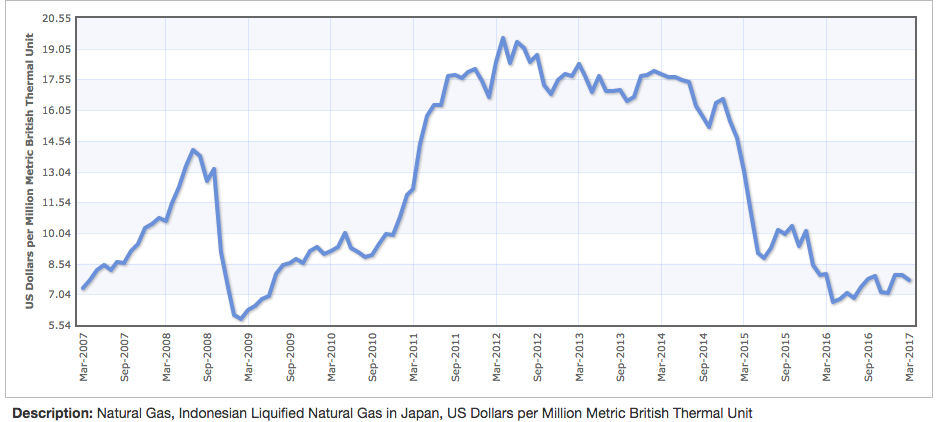 20.55
19.05
17.55
16.05
14.54
13.04
11.54
10.04
8.54
7.04
5.54
US Dollars per Million Metric British Thermal Unit
Mar-2007
Sep-2007
Mar-2008
Sep-2008
Mar-2009
Sep-2009
Mar-2010
Sep-2010
Mar-2011
Sep-2011
Mar-2012
Sep-2012
Mar-2013
Sep-2013
Mar-2014
Sep-2014
Mar-2015
Sep-2015
Mar-2016
Sep-2016
Mar-2017
Description: Natural Gas, Indonesian Liquified Natural Gas in Japan, US Dollars per Million Metric British Thermal Unit